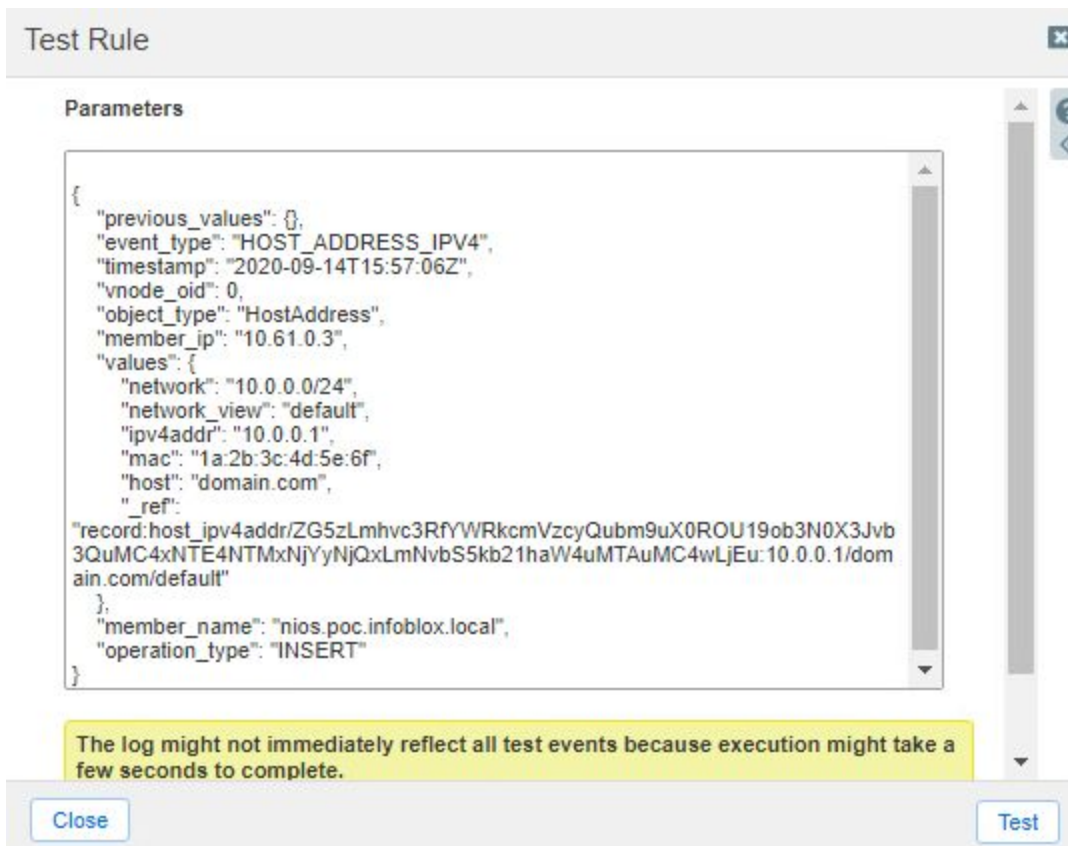 Test Rule
Parameters
{
"previous_values": {},
"event_type": "HOST_ADDRESS_IPV4",
"timestamp": "2020-09-14T15:57:06Z",
"vnode_oid": 0,
"object_type": "HostAddress",
"member_ip": "10.61.0.3",
"values": {
"network": "10.0.0.0/24",
"network_view": "default",
"ipv4addr": "10.0.0.1",
"mac": "1a:2b:3c:4d:5e:6f",
"host": "domain.com",
"_ref":
"record:host_ipv4addr/ZG5zLmhvc3RfYWRkcmVzcyQubm9uX0ROU19ob3N0X3Jvb
3QuMC4xNTE4NTMxNjYyNjQxLmNvbS5kb21haW4uMTAuMC4wLjEu:10.0.0.1/dom
ain.com/default"
},
"member_name": "nios.poc.infoblox.local",
"operation_type": "INSERT"
}
The log might not immediately reflect all test events because execution might take a
few seconds to complete.
Close
Test